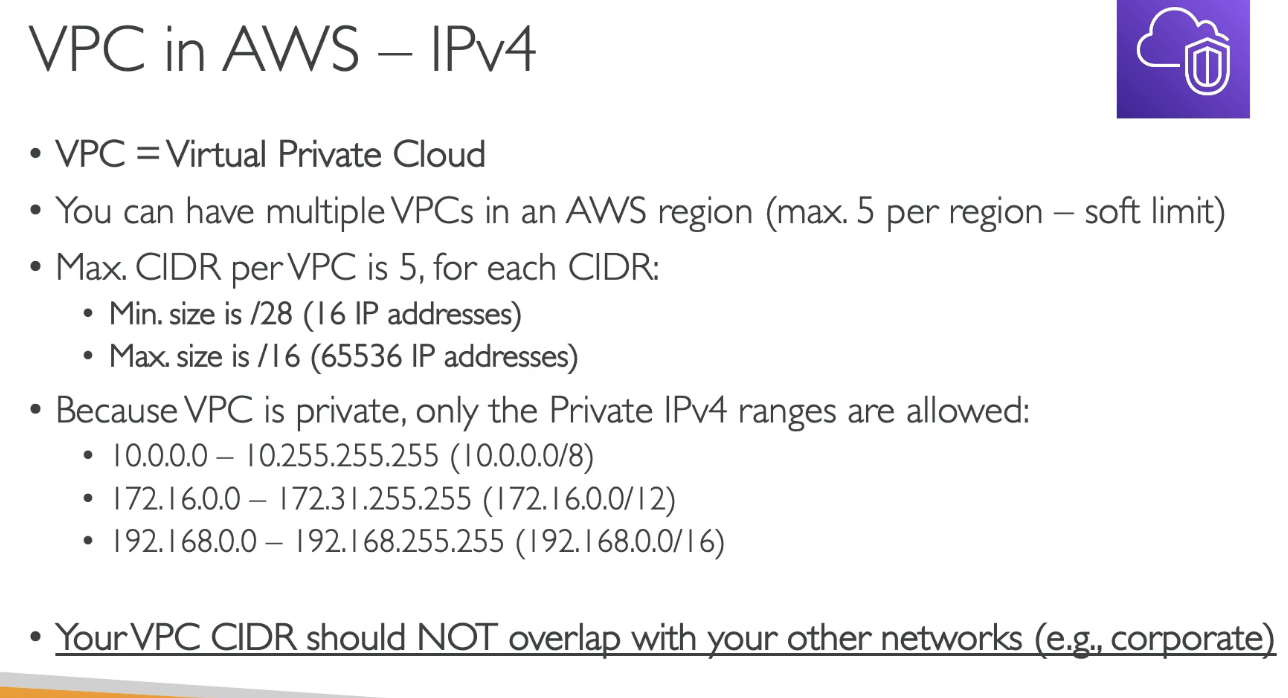 VPC in AWS – IPv4
• VPC = Virtual Private Cloud
• You can have multiple VPCs in an AWS region (max. 5 per region – soft limit)
• Max. CIDR per VPC is 5, for each CIDR:
• Min. size is /28 (16 IP addresses)
• Max. size is /16 (65536 IP addresses)
• Because VPC is private, only the Private IPv4 ranges are allowed:
• 10.0.0.0 – 10.255.255.255 (10.0.0.0/8)
• 172.16.0.0 – 172.31.255.255 (172.16.0.0/12)
• 192.168.0.0 – 192.168.255.255 (192.168.0.0/16)
• Your VPC CIDR should NOT overlap with your other networks (e.g., corporate)